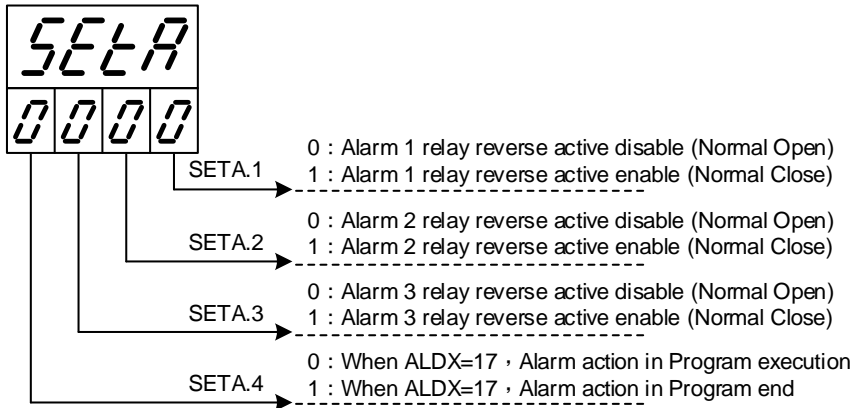 SEtA
0 0 0 0
SETA.1
0：Alarm 1 relay reverse active disable (Normal Open)
1：Alarm 1 relay reverse active enable (Normal Close)
SETA.2
0：Alarm 2 relay reverse active disable (Normal Open)
1：Alarm 2 relay reverse active enable (Normal Close)
SETA.3
0：Alarm 3 relay reverse active disable (Normal Open)
1：Alarm 3 relay reverse active enable (Normal Close)
SETA.4
0：When ALDX=17，Alarm action in Program execution
1：When ALDX=17，Alarm action in Program end